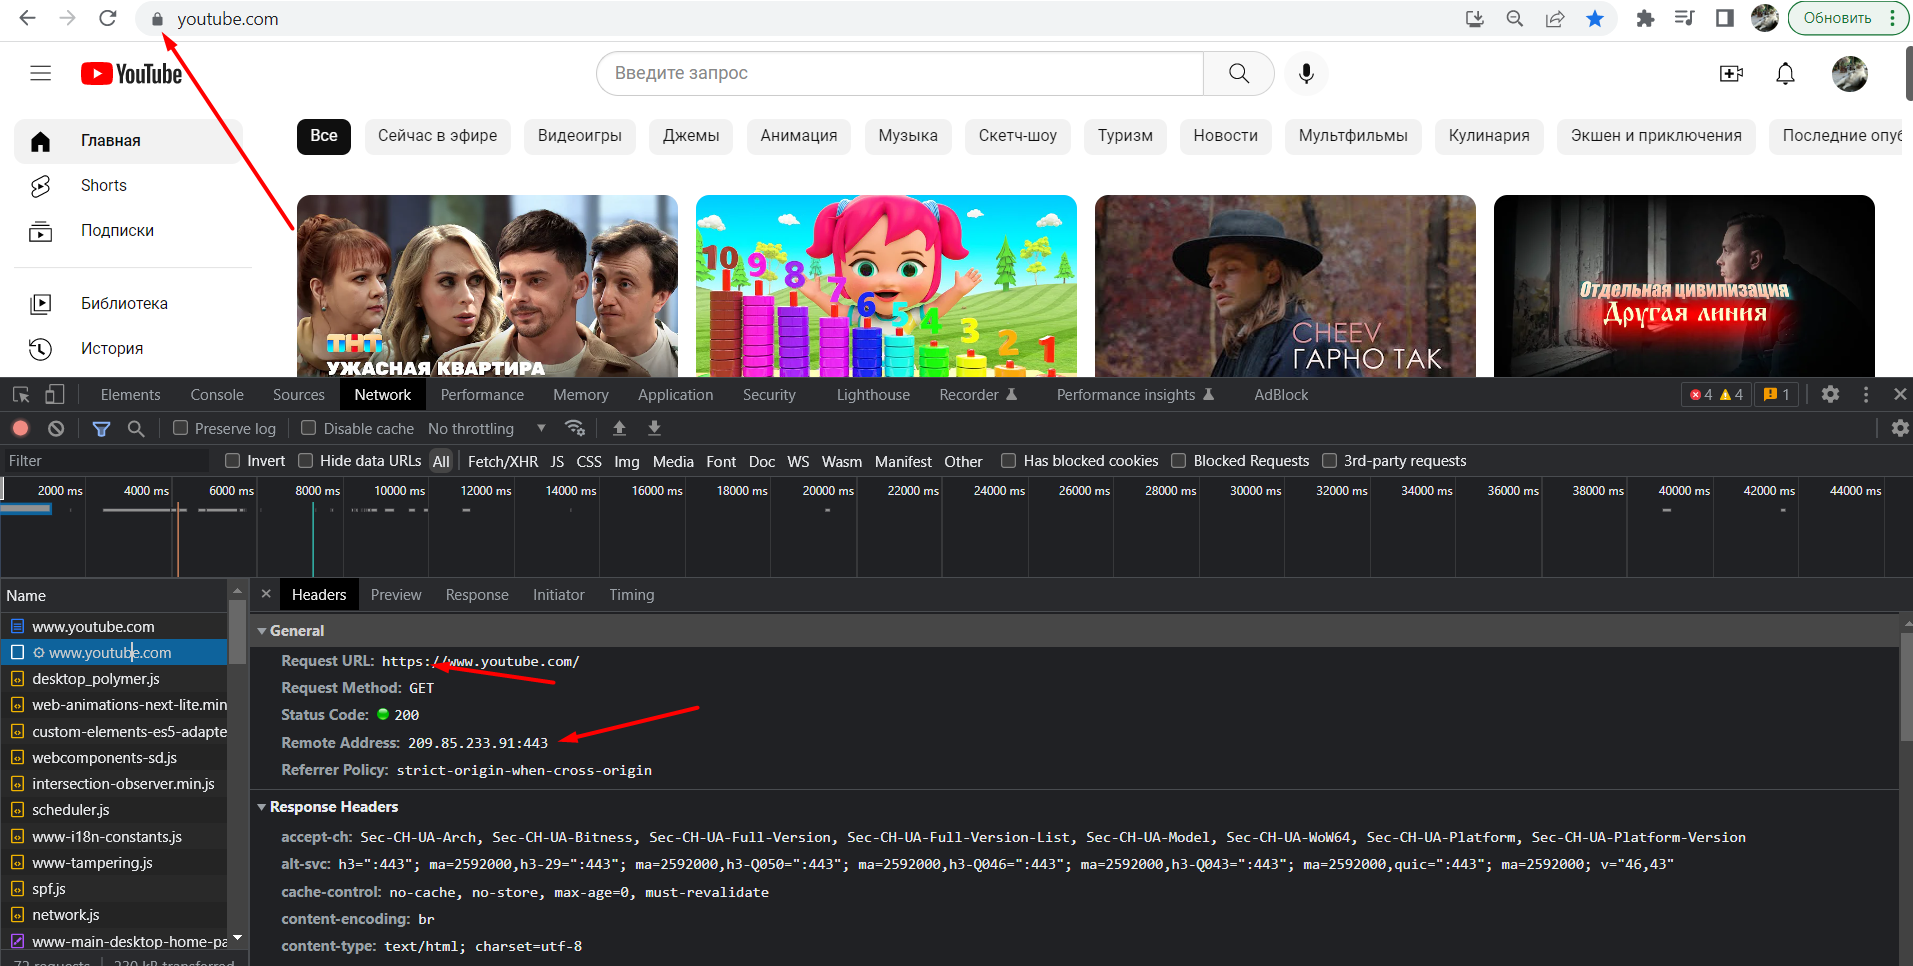 youtube.com
Обновить
YouTube
Введите запрос
Главная
Shorts
Подписки
Библиотека
История
Все
Сейчас в эфире
Видеоигры
Джемы
Анимация
Музыка
Скетч-шоу
Туризм
Новости
Мультфильмы
Кулинария
Экшен и приключения
Последние опуб
ТНТ
УЖАСНАЯ КВАРТИРА
10 9 8 7 6 5 4 3 2 1
CHEEV
ГАРНО ТАК
Отдельная цивилизация
Другая линия
Elements Console Sources Network Performance Memory Application Security Lighthouse Recorder Performance insights AdBlock 4 4 1
Preserve log Disable cache No throttling
Filter Invert Hide data URLs All Fetch/XHR JS CSS Img Media Font Doc WS Wasm Manifest Other Has blocked cookies Blocked Requests 3rd-party requests
2000 ms 4000 ms 6000 ms 8000 ms 10000 ms 12000 ms 14000 ms 16000 ms 18000 ms 20000 ms 22000 ms 24000 ms 26000 ms 28000 ms 30000 ms 32000 ms 34000 ms 36000 ms 38000 ms 40000 ms 42000 ms 44000 ms
Name
www.youtube.com
www.youtube.com
desktop_polymer.js
web-animations-next-lite.min
custom-elements-es5-adapte
webcomponents-sd.js
intersection-observer.min.js
scheduler.js
www-i18n-constants.js
www-tampering.js
spf.js
network.js
www-main-desktop-home-pa
72 requests 230 kB transferred
Headers Preview Response Initiator Timing
General
Request URL: https://www.youtube.com/
Request Method: GET
Status Code: 200
Remote Address: 209.85.233.91:443
Referrer Policy: strict-origin-when-cross-origin
Response Headers
accept-ch: Sec-CH-UA-Arch, Sec-CH-UA-Bitness, Sec-CH-UA-Full-Version, Sec-CH-UA-Full-Version-List, Sec-CH-UA-Model, Sec-CH-UA-WoW64, Sec-CH-UA-Platform, Sec-CH-UA-Platform-Version
alt-svc: h3=":443"; ma=2592000,h3-29=":443"; ma=2592000,h3-Q050=":443"; ma=2592000,h3-Q046=":443"; ma=2592000,h3-Q043=":443"; ma=2592000,quic=":443"; ma=2592000; v="46,43"
cache-control: no-cache, no-store, max-age=0, must-revalidate
content-encoding: br
content-type: text/html; charset=utf-8